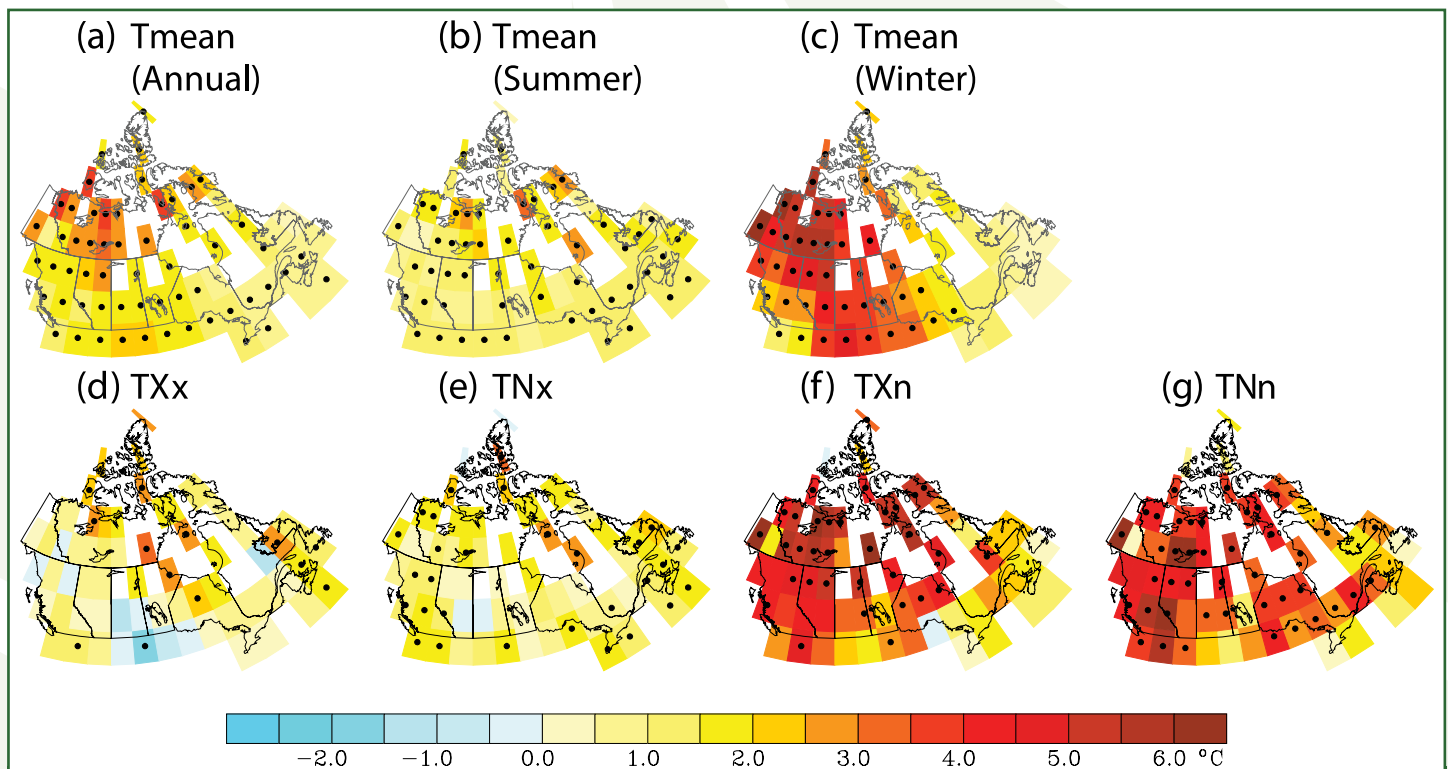 (a) Tmean
(Annual)
(b) Tmean
(Summer)
(c) Tmean
(Winter)
(d) TXx
(e) TNx
(f) TXn
(g) TNn
−2.0 −1.0 0.0 1.0 2.0 3.0 4.0 5.0 6.0 °C